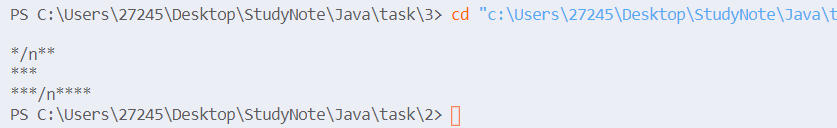 PS C:\Users\27245\Desktop\StudyNote\Java\task\3> cd "c:\Users\27245\Desktop\StudyNote\Java\t
*/n**
***
***/n****
PS C:\Users\27245\Desktop\StudyNote\Java\task\2>